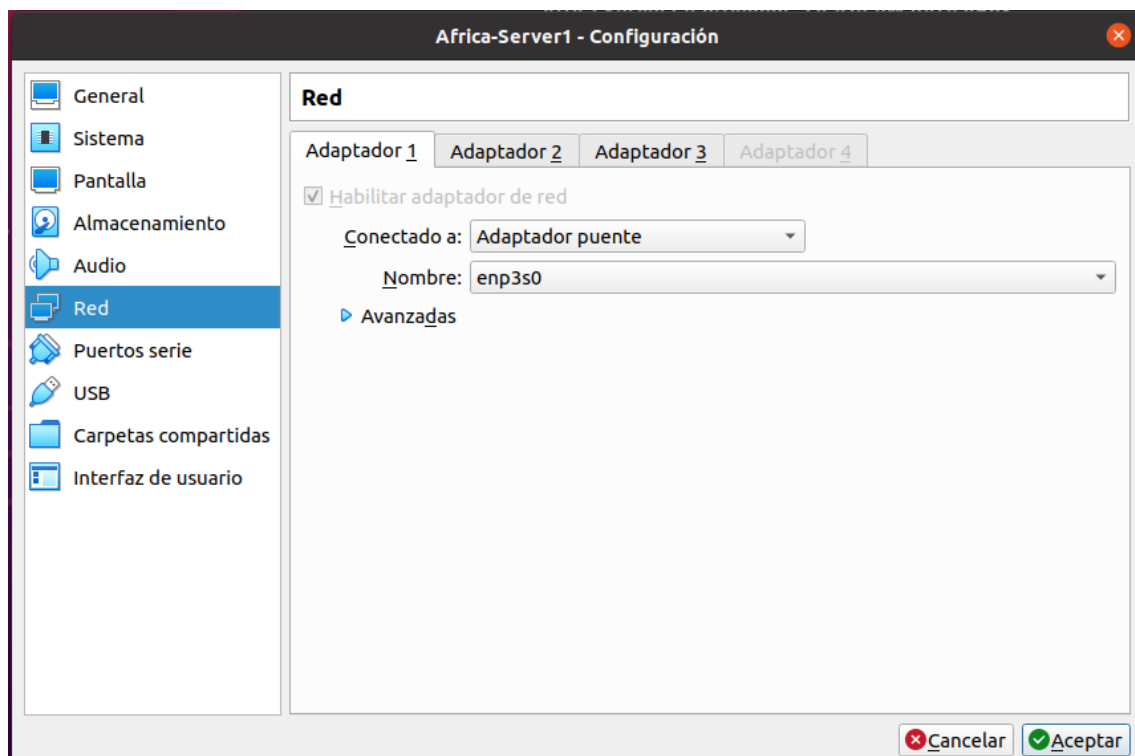 Africa-Server1 - Configuración
General
Sistema
Pantalla
Almacenamiento
Audio
Red
Puertos serie
USB
Carpetas compartidas
Interfaz de usuario
Red
Adaptador 1 Adaptador 2 Adaptador 3 Adaptador 4
Habilitar adaptador de red
Conectado a: Adaptador puente
Nombre: enp3s0
Avanzadas
Cancelar Aceptar